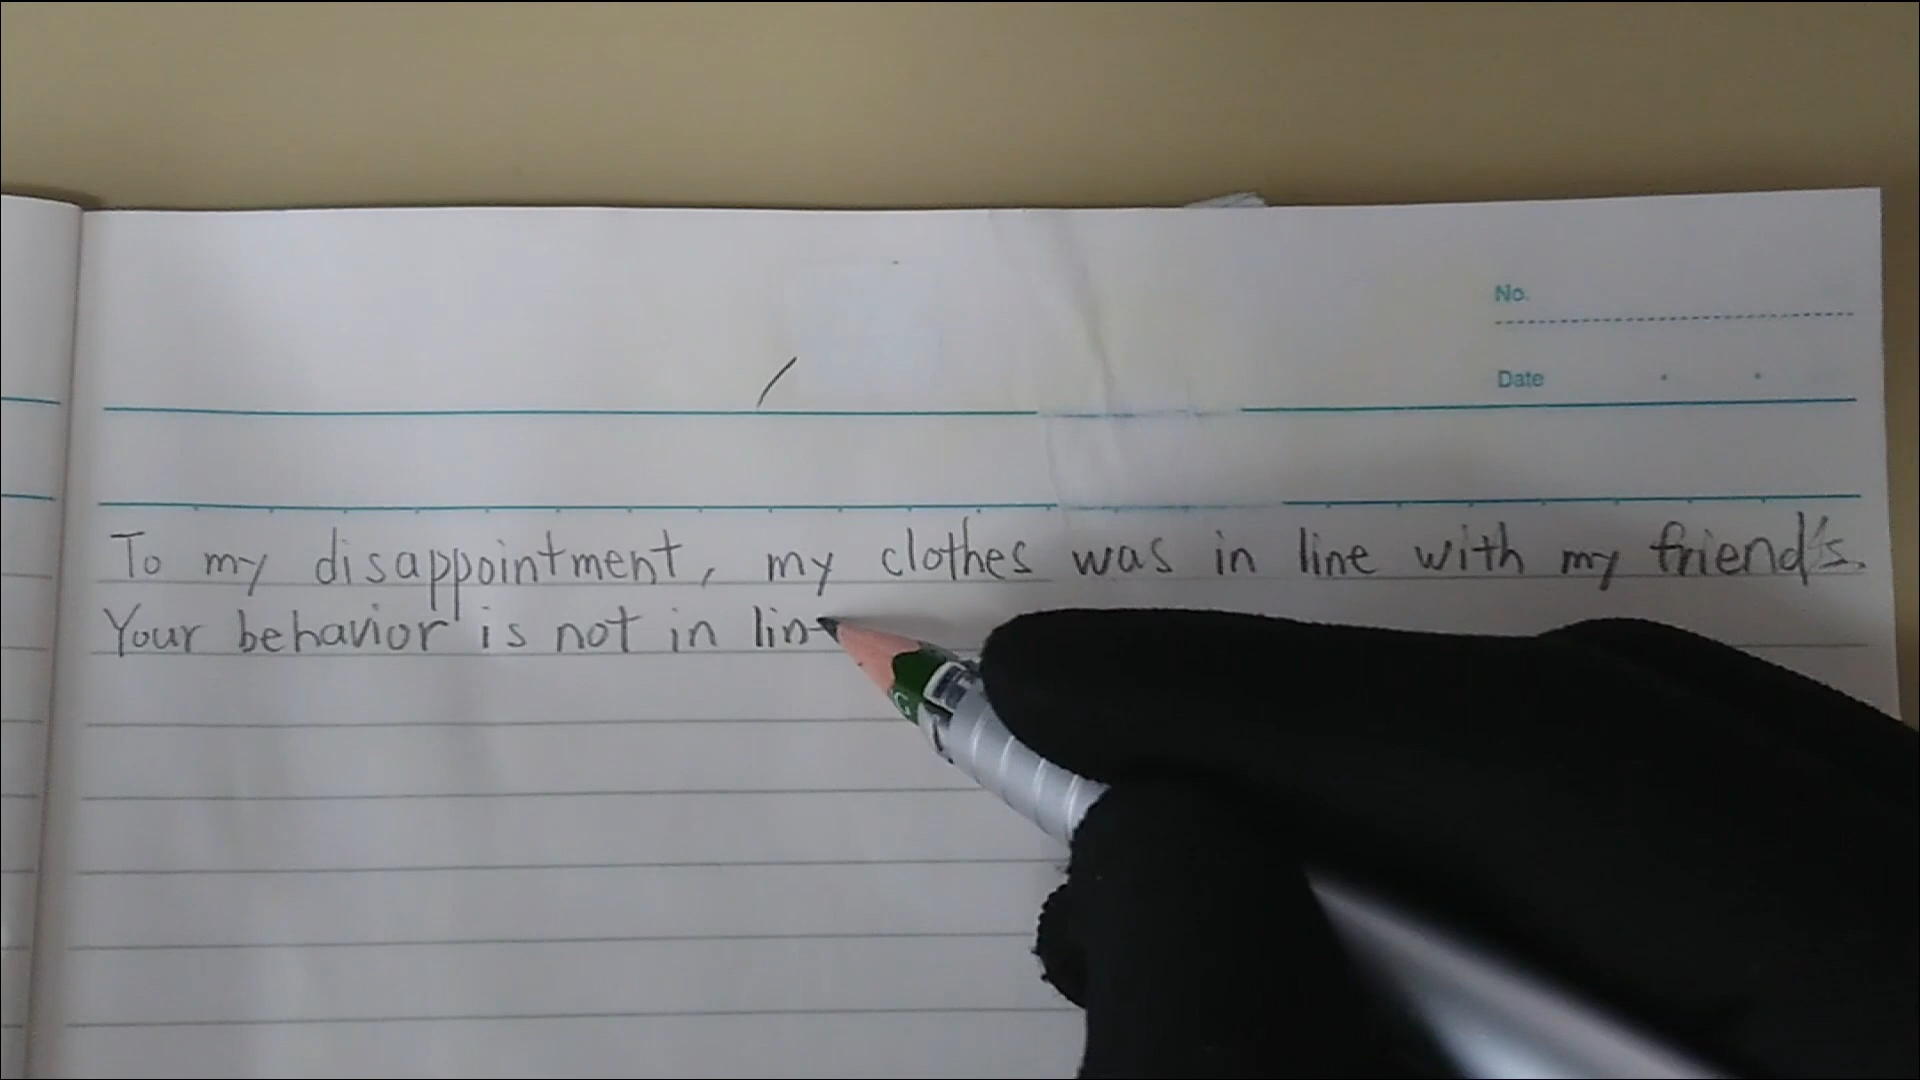 No.
Date
To my disappointment, my clothes was in line with my friend's.
Your behavior is not in lin